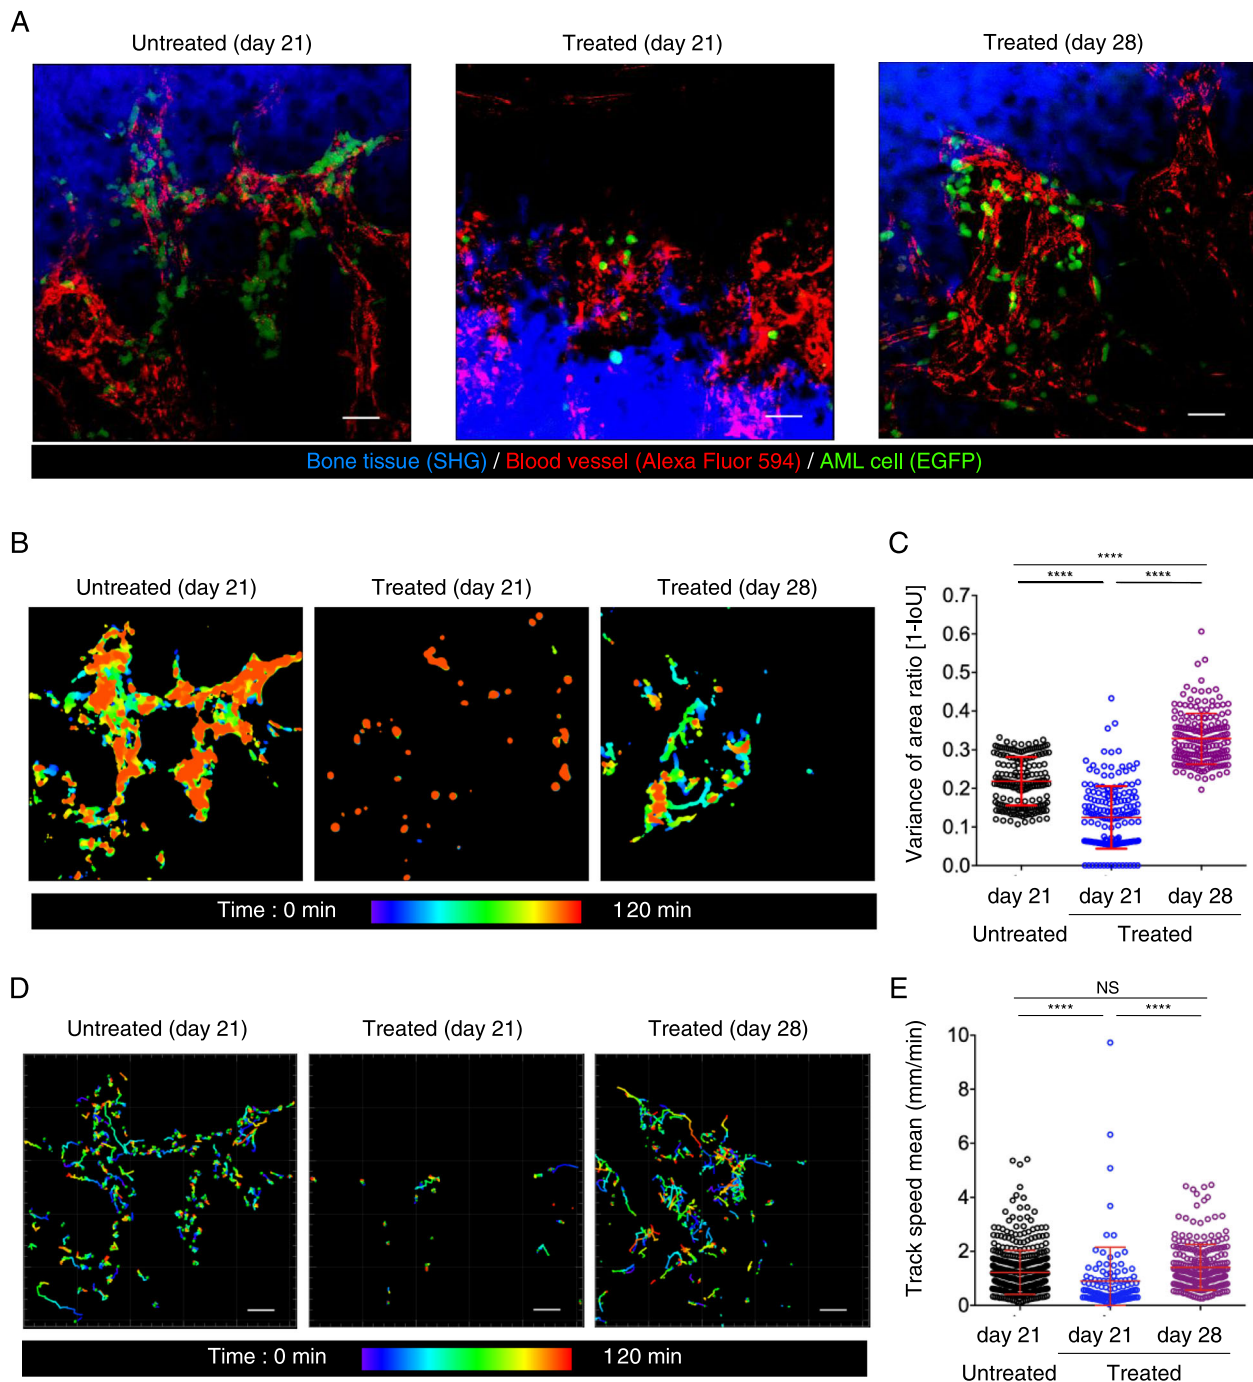 A
Untreated (day 21) Treated (day 21) Treated (day 28)
Bone tissue (SHG) / Blood vessel (Alexa Fluor 594) / AML cell (EGFP)
B
Untreated (day 21) Treated (day 21) Treated (day 28)
Time : 0 min 120 min
C
****
**** ****
Variance of area ratio [1-IoU]
0.7
0.6
0.5
0.4
0.3
0.2
0.1
0.0
day 21 day 21 day 28
Untreated Treated
D
Untreated (day 21) Treated (day 21) Treated (day 28)
Time : 0 min 120 min
E
NS
**** ****
Track speed mean (mm/min)
10
8
6
4
2
0
day 21 day 21 day 28
Untreated Treated